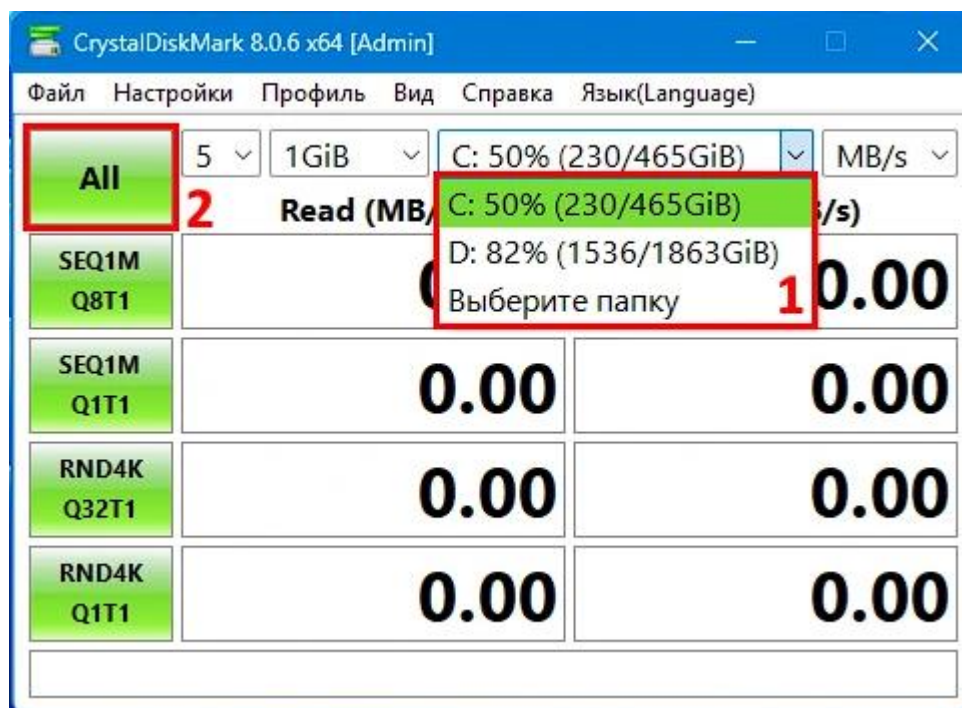 CrystalDiskMark 8.0.6 x64 [Admin]
Файл Настройки Профиль Вид Справка Язык(Language)
All 5 1GiB C: 50% (230/465GiB) MB/s
2 Read (MB/ C: 50% (230/465GiB) /s)
D: 82% (1536/1863GiB)
Выберите папку 1
SEQ1M
Q8T1
0.00
SEQ1M
Q1T1
0.00 0.00
RND4K
Q32T1
0.00 0.00
RND4K
Q1T1
0.00 0.00